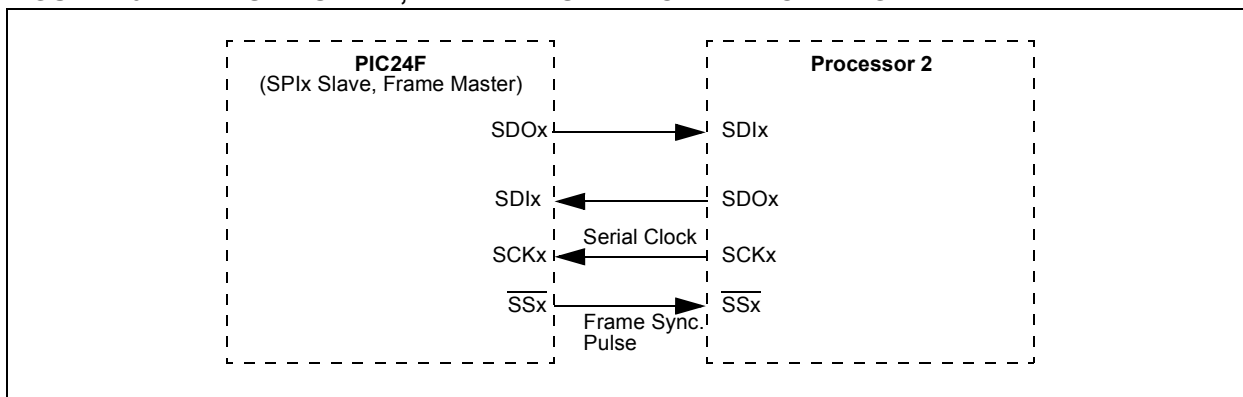 PIC24F
(SPIx Slave, Frame Master)
Processor 2
SDOx
SDIx
SDIx
SDOx
Serial Clock
SCKx
SCKx
SSx
SSx
Frame Sync.
Pulse